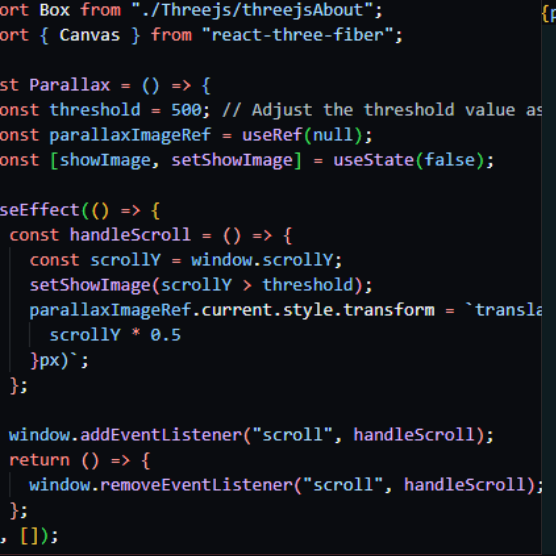 ort Box from "./Threejs/threejsAbout";
ort { Canvas } from "react-three-fiber";
st Parallax = () => {
onst threshold = 500; // Adjust the threshold value as
onst parallaxImageRef = useRef(null);
onst [showImage, setShowImage] = useState(false);
seEffect(() => {
const handleScroll = () => {
const scrollY = window.scrollY;
setShowImage(scrollY > threshold);
parallaxImageRef.current.style.transform = `transla
scrollY * 0.5
}px)`;
};
window.addEventListener("scroll", handleScroll);
return () => {
window.removeEventListener("scroll", handleScroll);
};
, []);
{p